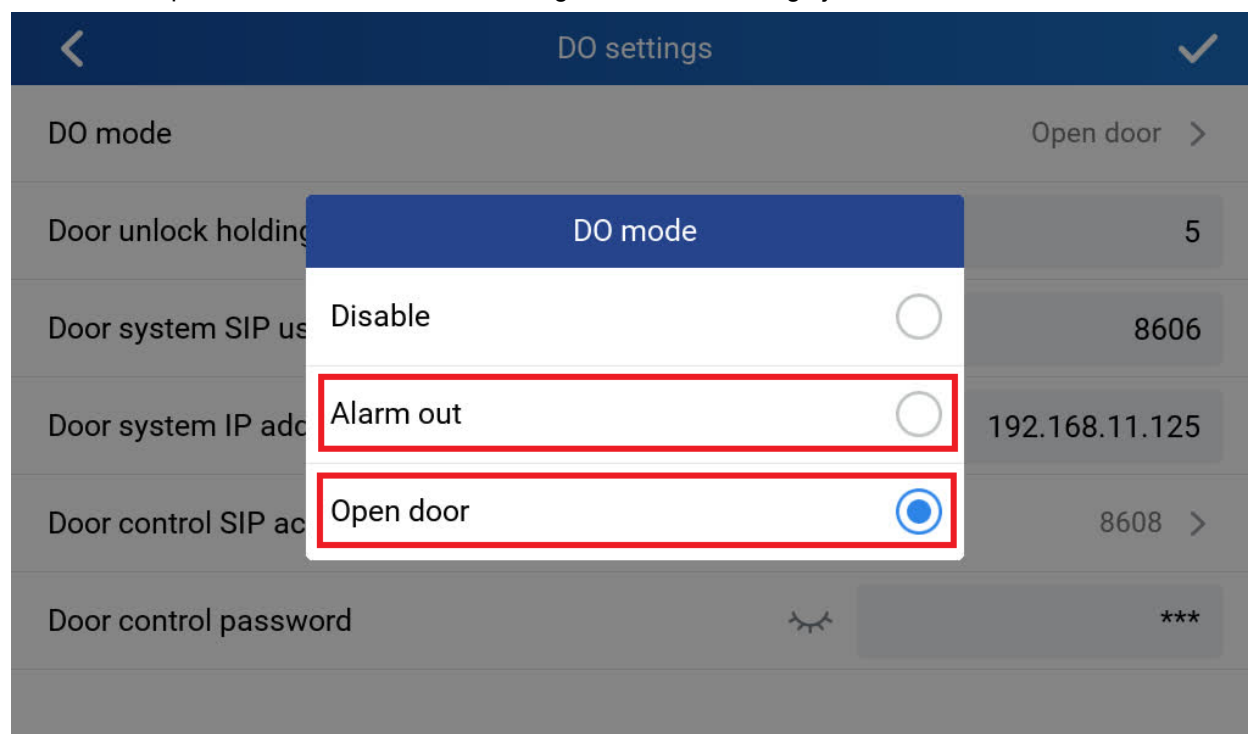 DO settings
DO mode Open door
Door unlock holding 5
DO mode
Disable
Door system SIP us 8606
Alarm out
Door system IP add 192.168.11.125
Open door
Door control SIP ac 8608
Door control password ***